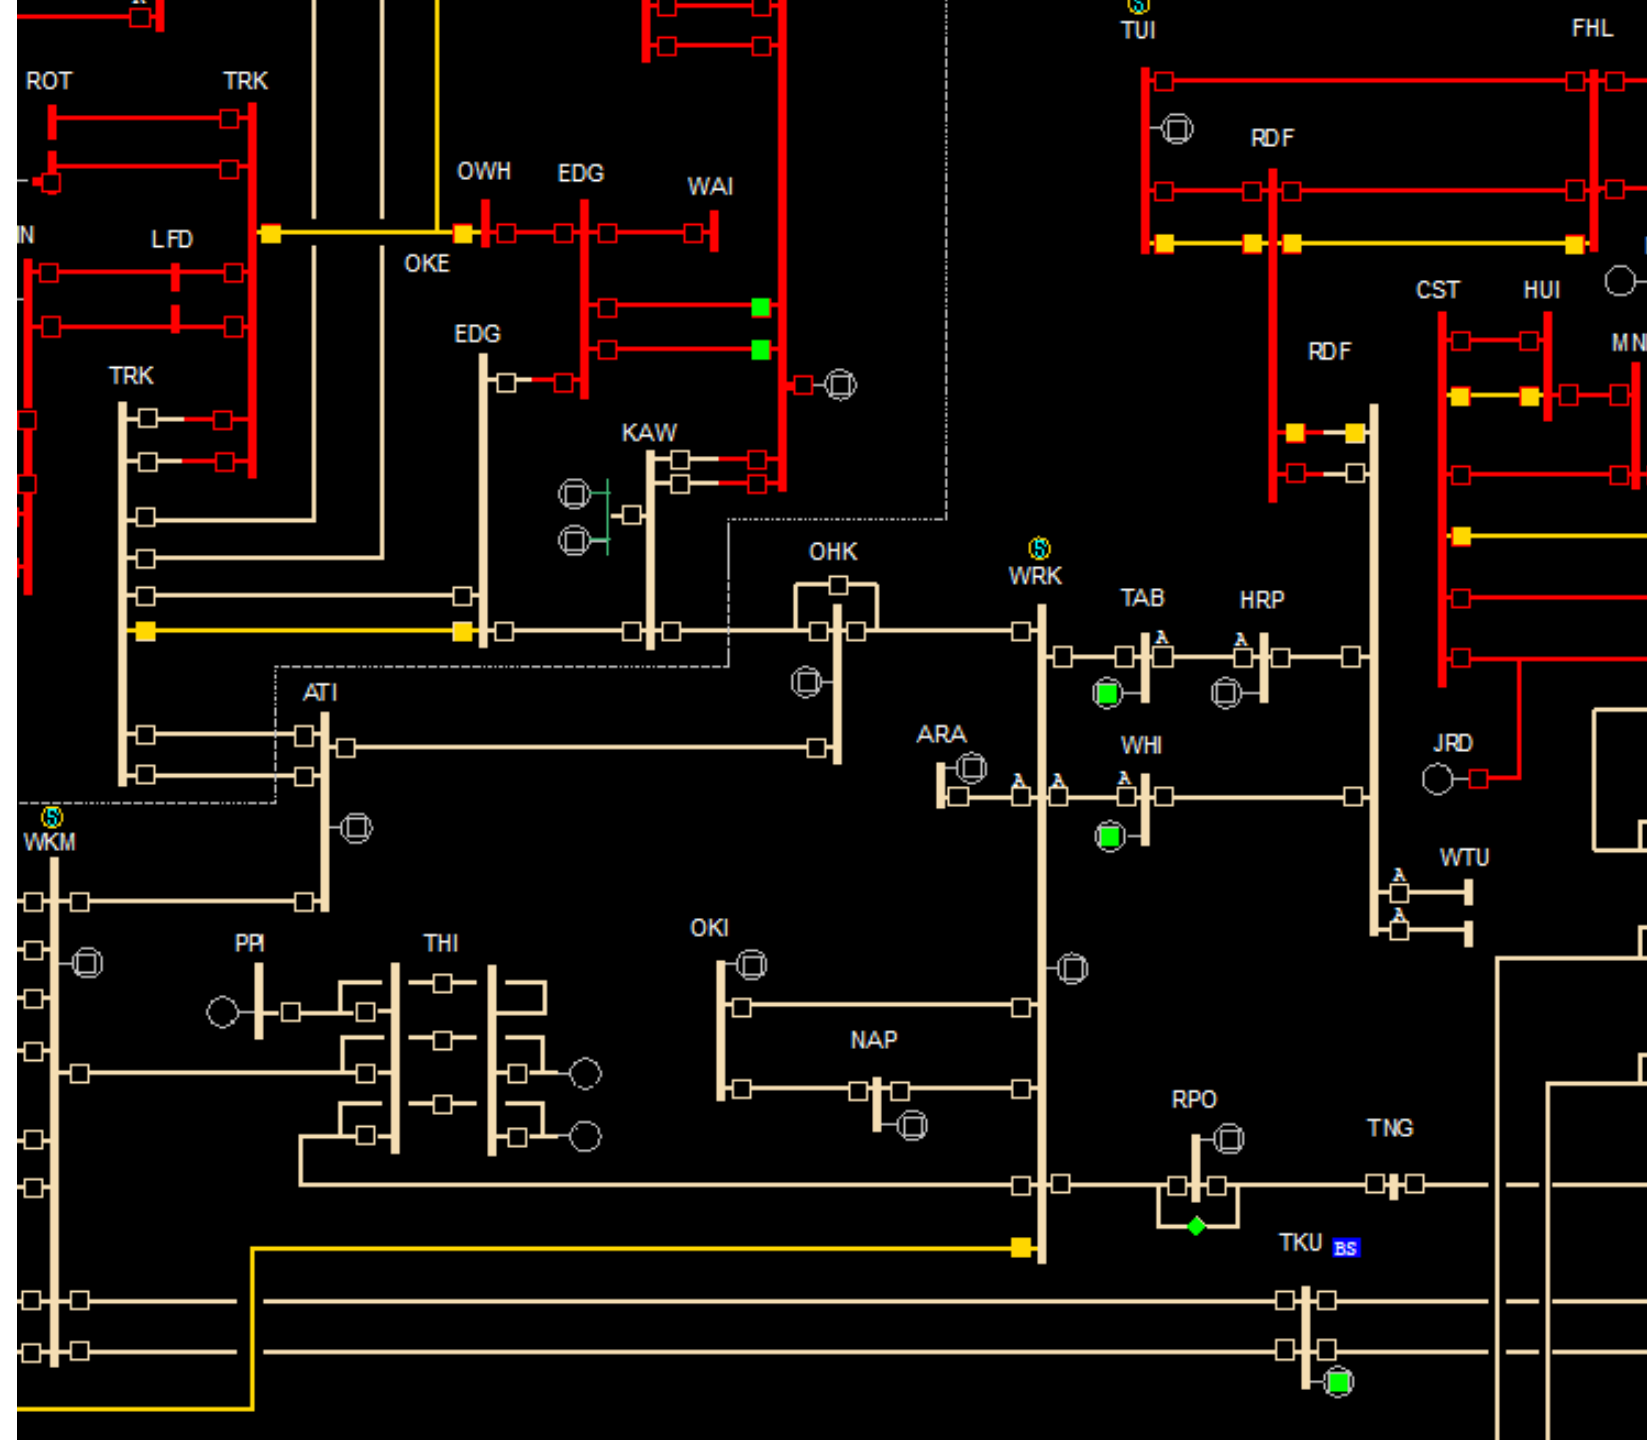 TUI
FHL
ROT
TRK
RDF
OWH
EDG
WAI
LFD
OKE
CST
HUI
EDG
RDF
MN
TRK
KAW
OHK
WRK
TAB
HRP
A
A
ATI
ARA
WHI
JRD
A
A
A
WKM
WTU
A
A
OKI
PPI
THI
NAP
RPO
TNG
TKU
BS